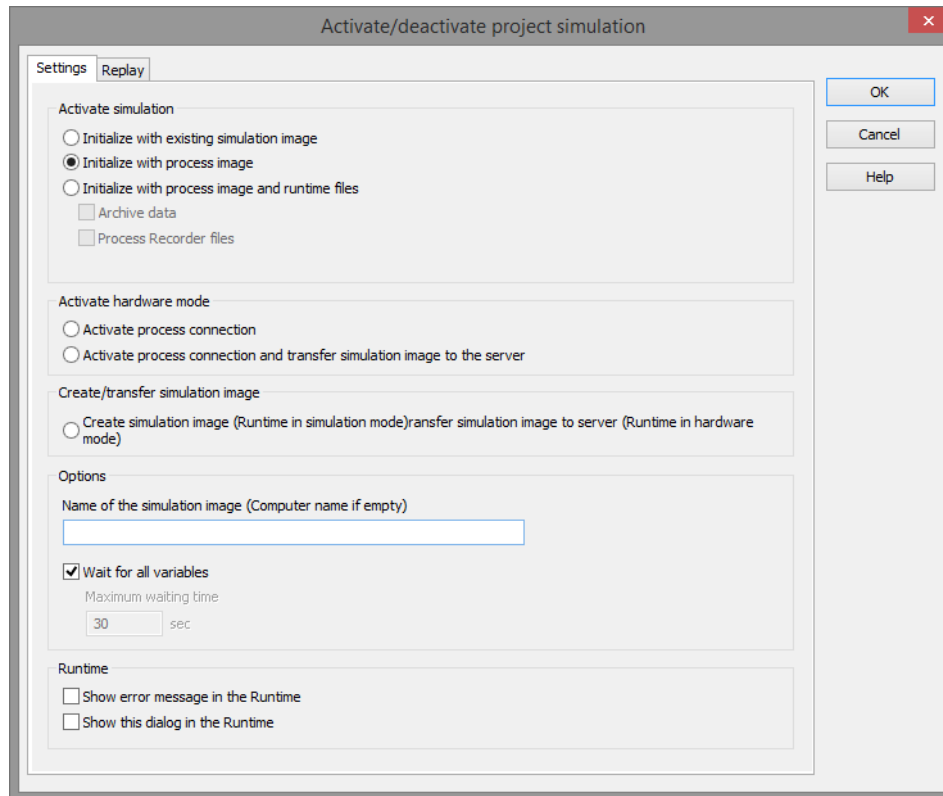 Activate/deactivate project simulation
Settings
Replay
Activate simulation
Initialize with existing simulation image
Initialize with process image
Initialize with process image and runtime files
Archive data
Process Recorder files
Activate hardware mode
Activate process connection
Activate process connection and transfer simulation image to the server
Create/transfer simulation image
Create simulation image (Runtime in simulation mode)ransfer simulation image to server (Runtime in hardware
mode)
Options
Name of the simulation image (Computer name if empty)
Wait for all variables
Maximum waiting time
30 sec
Runtime
Show error message in the Runtime
Show this dialog in the Runtime
OK
Cancel
Help